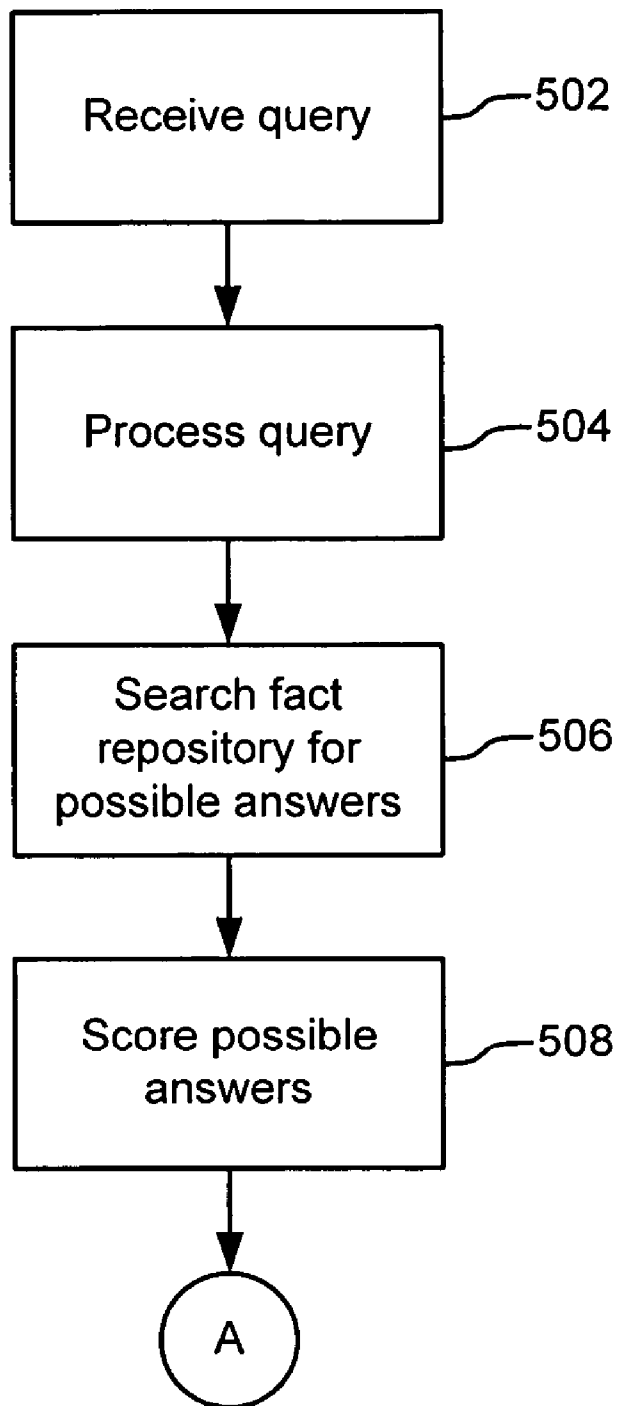 Receive query
502
Process query
504
Search fact
repository for
possible answers
506
Score possible
answers
508
A